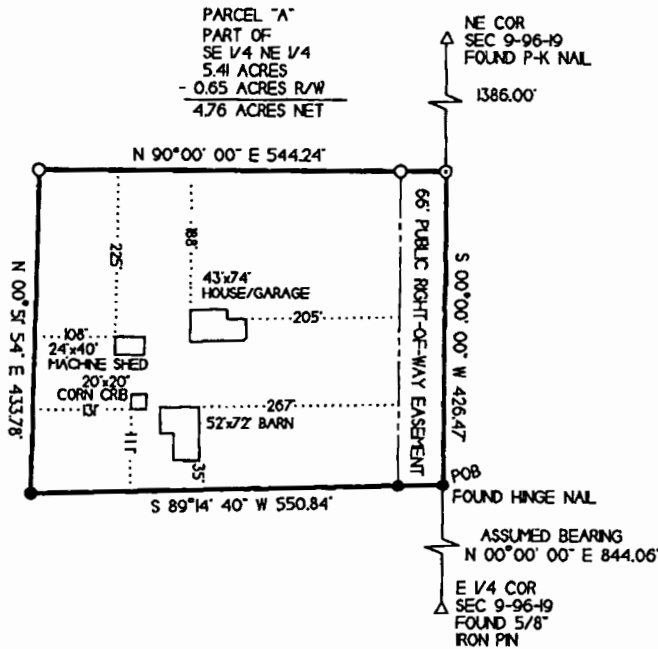 PARCEL "A"
PART OF
SE 1/4 NE 1/4
5.41 ACRES
- 0.65 ACRES R/W
4.76 ACRES NET
NE COR
SEC 9-96-19
FOUND P-K NAIL
1386.00'
N 90°00' 00" E 544.24'
66' PUBLIC RIGHT-OF-WAY EASEMENT
S 00°00' 00" W 426.47
N 00°51' 54" E 433.78'
225'
188'
43'x74'
HOUSE/GARAGE
205'
108'
24'x40'
MACHINE SHED
20'x20'
CORN CRIB
131'
111'
267'
52'x72' BARN
35'
POB
FOUND HINGE NAIL
S 89°14' 40" W 550.84'
ASSUMED BEARING
N 00°00' 00" E 844.06'
E 1/4 COR
SEC 9-96-19
FOUND 5/8"
IRON PIN